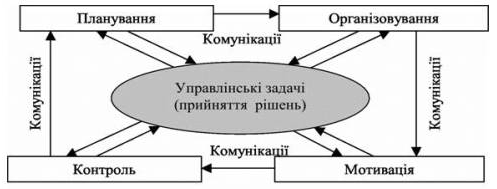 Планування
Організовування
Комунікації
Комунікації
Управлінські задачі
(прийняття рішень)
Комунікації
Комунікації
Контроль
Мотивація